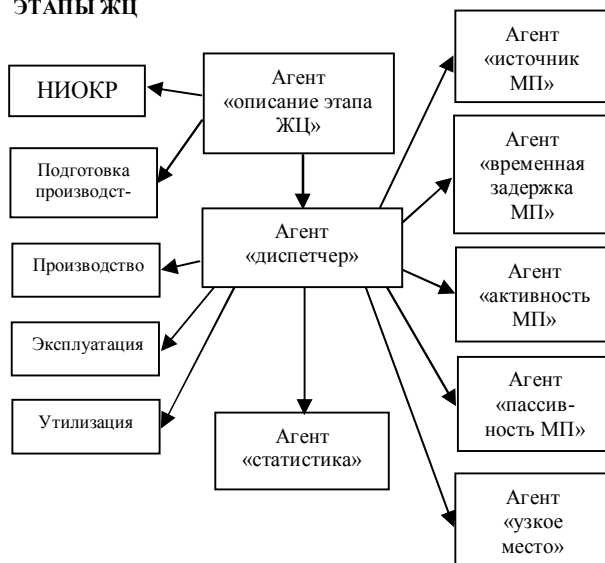 ЭТАПЫ ЖЦ
НИОКР
Подготовка
производст-
Производство
Эксплуатация
Утилизация
Агент
«описание этапа
ЖЦ»
Агент
«диспетчер»
Агент
«статистика»
Агент
«источник
МП»
Агент
«временная
задержка
МП»
Агент
«активность
МП»
Агент
«пассив-
ность МП»
Агент
«узкое
место»